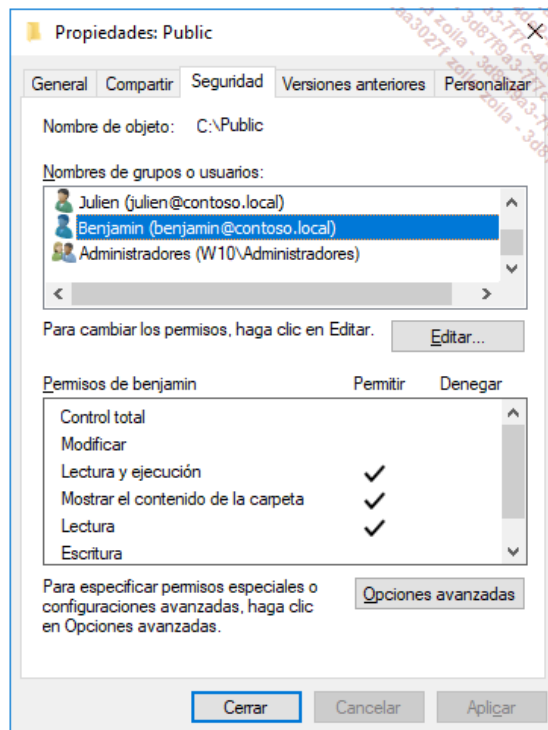 Propiedades: Public
General Compartir Seguridad Versiones anteriores Personalizar
Nombre de objeto: C:\Public
Nombres de grupos o usuarios:
Julien (julien@contoso.local)
Benjamin (benjamin@contoso.local)
Administradores (W10\Administradores)
Para cambiar los permisos, haga clic en Editar. Editar...
Permisos de benjamin Permitir Denegar
Control total
Modificar
Lectura y ejecución
Mostrar el contenido de la carpeta
Lectura
Escritura
Para especificar permisos especiales o
configuraciones avanzadas, haga clic
en Opciones avanzadas.
Opciones avanzadas
Cerrar Cancelar Aplicar